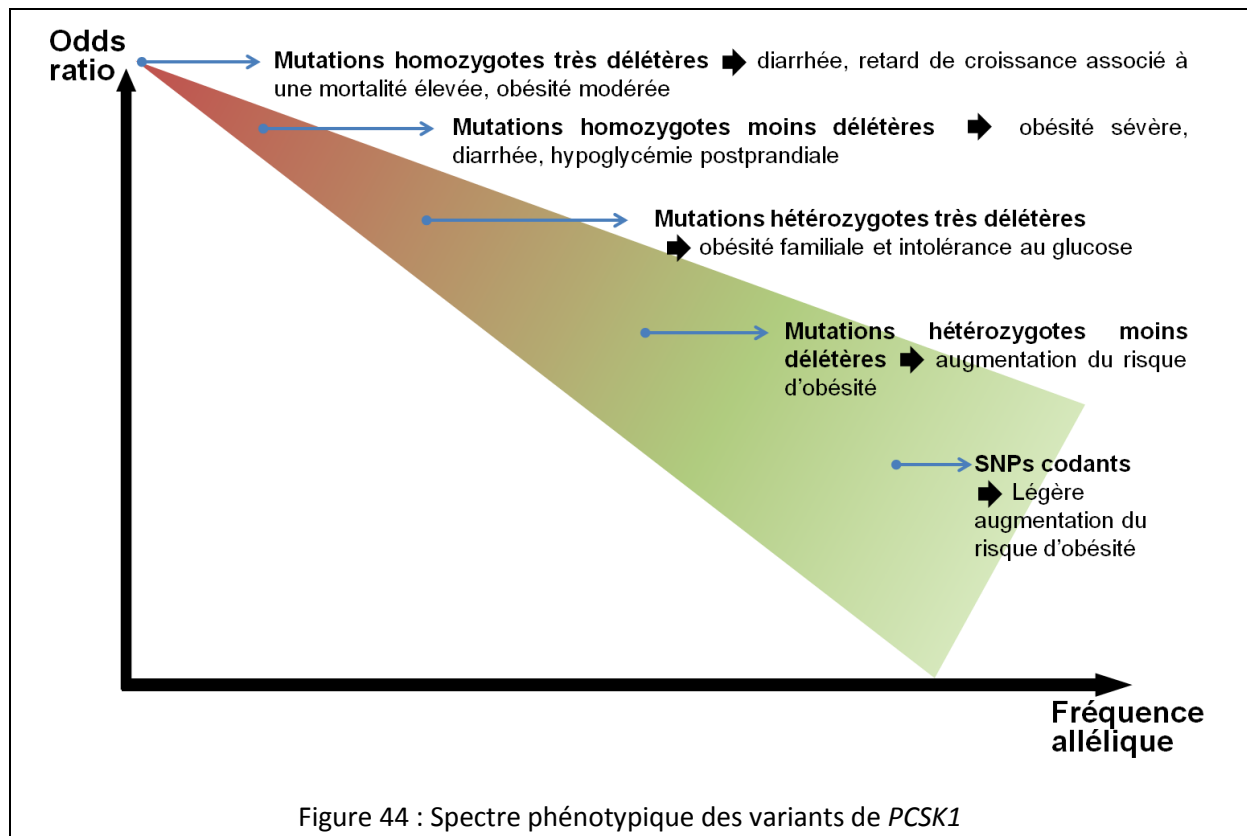 Odds
ratio
Mutations homozygotes très délétères ➡ diarrhée, retard de croissance associé à
une mortalité élevée, obésité modérée
Mutations homozygotes moins délétères ➡ obésité sévère,
diarrhée, hypoglycémie postprandiale
Mutations hétérozygotes très délétères
➡ obésité familiale et intolérance au glucose
Mutations hétérozygotes moins
délétères ➡ augmentation du risque
d'obésité
SNPs codants
➡ Légère
augmentation du
risque d'obésité
Fréquence
allélique
Figure 44 : Spectre phénotypique des variants de PCSK1